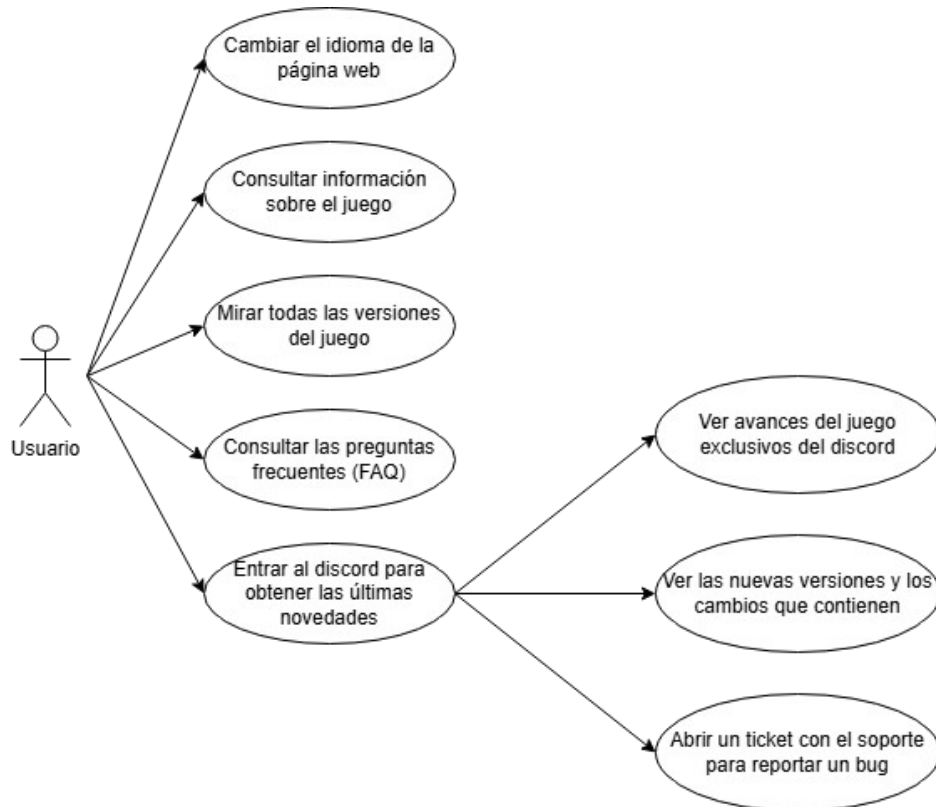 Cambiar el idioma de la
página web
Consultar información
sobre el juego
Mirar todas las versiones
del juego
Usuario
Consultar las preguntas
frecuentes (FAQ)
Entrar al discord para
obtener las últimas
novedades
Ver avances del juego
exclusivos del discord
Ver las nuevas versiones y los
cambios que contienen
Abrir un ticket con el soporte
para reportar un bug